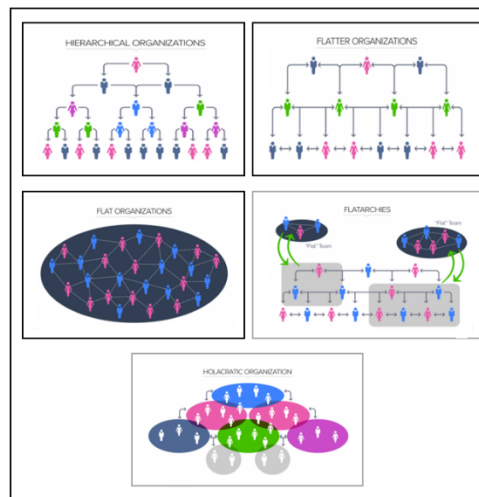 HIERARCHICAL ORGANIZATIONS
FLATTER ORGANIZATIONS
FLAT ORGANIZATIONS
FLATARCHIES
"Flat" Team
"Flat" Team
HOLACRATIC ORGANIZATION